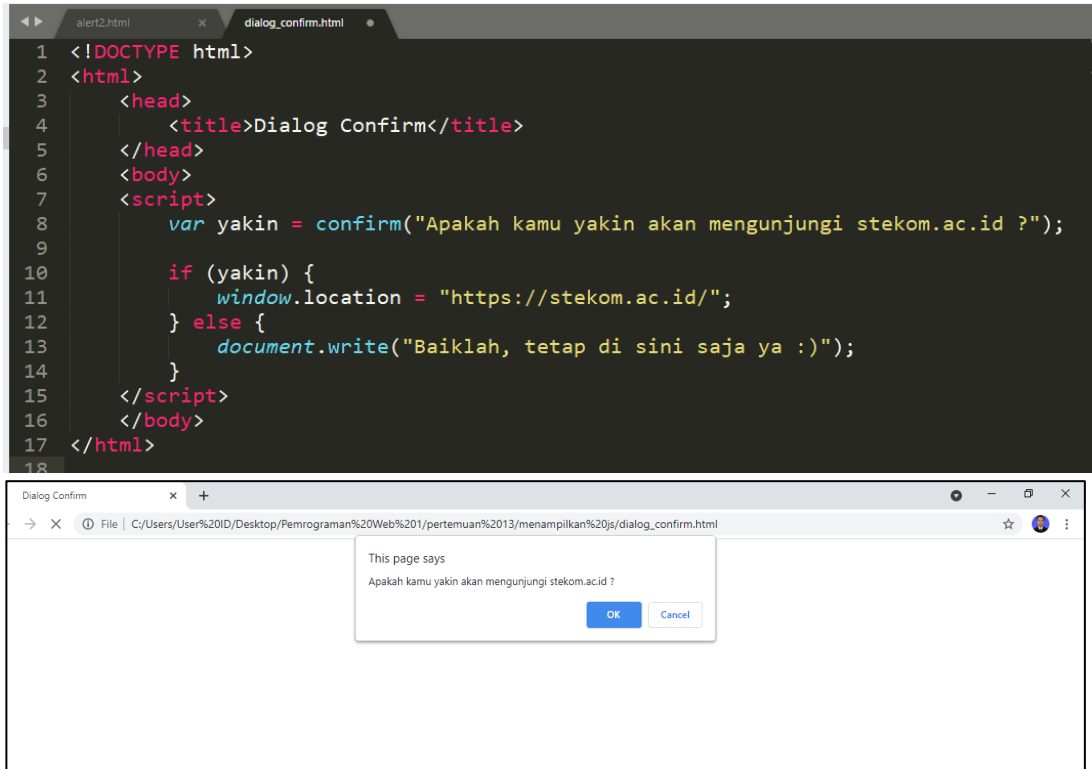 alert2.html × dialog_confirm.html
1 <!DOCTYPE html>
2 <html>
3 <head>
4 <title>Dialog Confirm</title>
5 </head>
6 <body>
7 <script>
8 var yakin = confirm("Apakah kamu yakin akan mengunjungi stekom.ac.id ?");
9
10 if (yakin) {
11 window.location = "https://stekom.ac.id/";
12 } else {
13 document.write("Baiklah, tetap di sini saja ya :)");
14 }
15 </script>
16 </body>
17 </html>
18
Dialog Confirm × +
File | C:/Users/User%20ID/Desktop/Pemrograman%20Web%201/pertemuan%2013/menampilkan%20js/dialog_confirm.html
This page says
Apakah kamu yakin akan mengunjungi stekom.ac.id ?
OK Cancel